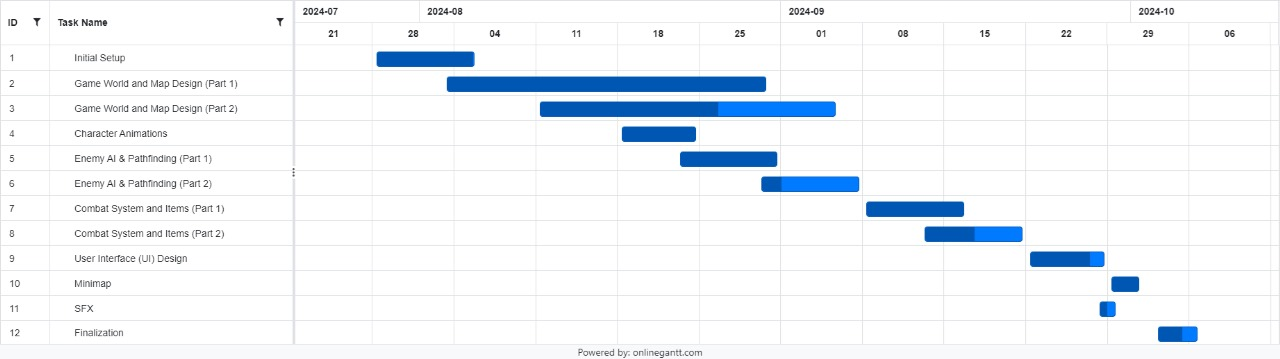 2024-07 2024-08 2024-09 2024-10
ID Task Name
21 28 04 11 18 25 01 08 15 22 29 06
1 Initial Setup
2 Game World and Map Design (Part 1)
3 Game World and Map Design (Part 2)
4 Character Animations
5 Enemy AI & Pathfinding (Part 1)
6 Enemy AI & Pathfinding (Part 2)
7 Combat System and Items (Part 1)
8 Combat System and Items (Part 2)
9 User Interface (UI) Design
10 Minimap
11 SFX
12 Finalization
Powered by: onlinegantt.com